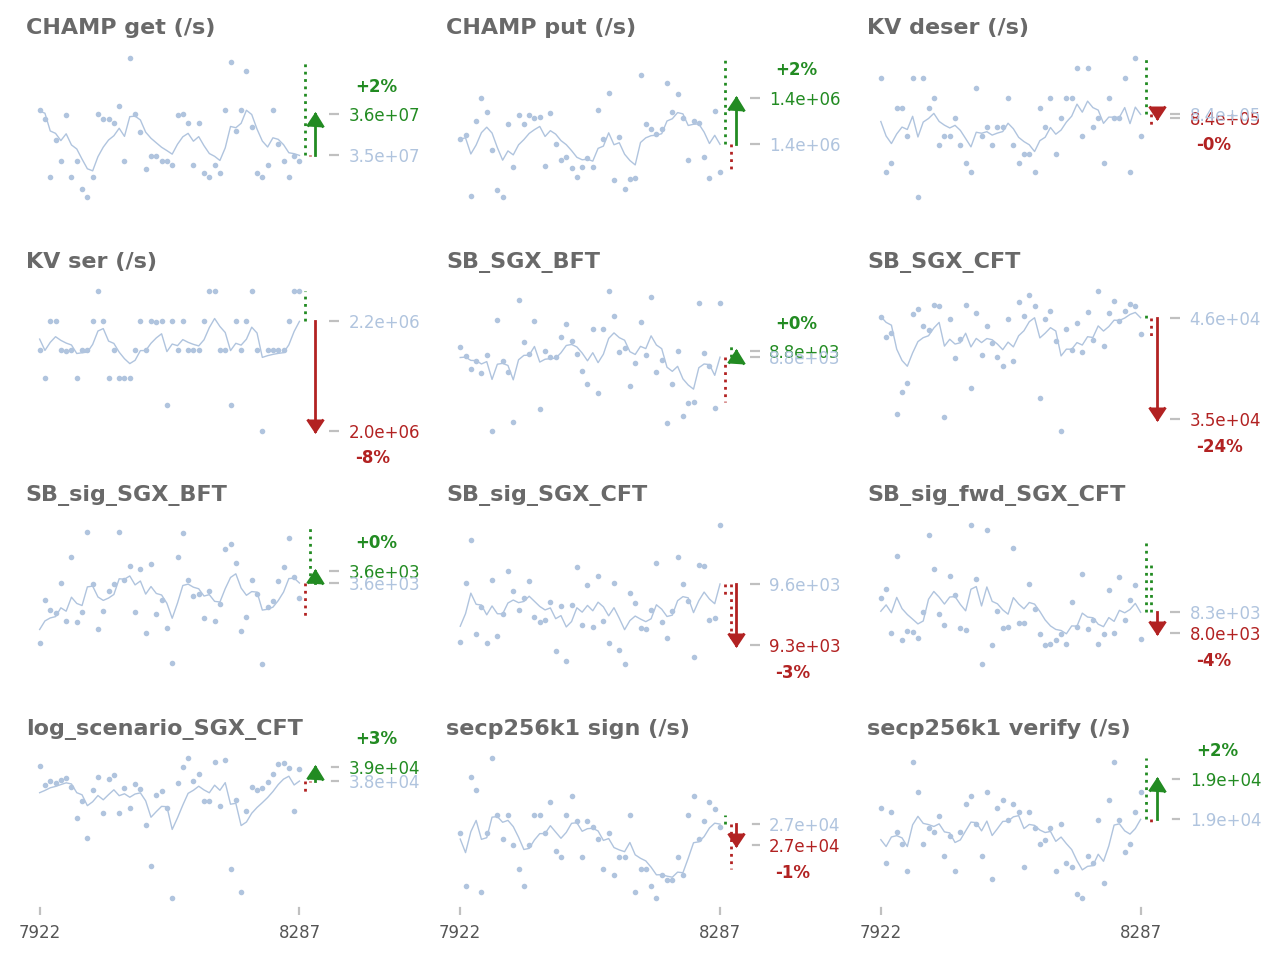 CHAMP get (/s)
+2%
3.6e+07
3.5e+07
CHAMP put (/s)
+2%
1.4e+06
1.4e+06
KV deser (/s)
8.4e+05
8.4e+05
-0%
KV ser (/s)
2.2e+06
2.0e+06
-8%
SB_SGX_BFT
+0%
8.8e+03
8.8e+03
SB_SGX_CFT
4.6e+04
3.5e+04
-24%
SB_sig_SGX_BFT
+0%
3.6e+03
3.6e+03
SB_sig_SGX_CFT
9.6e+03
9.3e+03
-3%
SB_sig_fwd_SGX_CFT
8.3e+03
8.0e+03
-4%
log_scenario_SGX_CFT
+3%
3.9e+04
3.8e+04
secp256k1 sign (/s)
2.7e+04
2.7e+04
-1%
secp256k1 verify (/s)
+2%
1.9e+04
1.9e+04
7922 8287
7922 8287
7922 8287